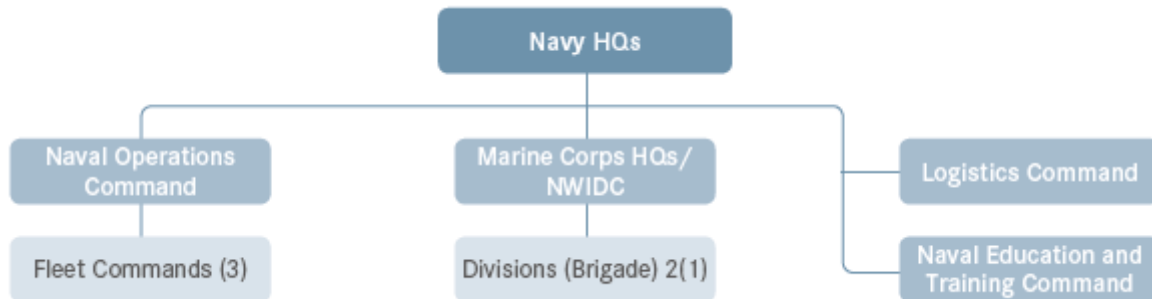 Navy HQs
Naval Operations
Command
Marine Corps HQs/
NWIDC
Logistics Command
Fleet Commands (3)
Divisions (Brigade) 2(1)
Naval Education and
Training Command